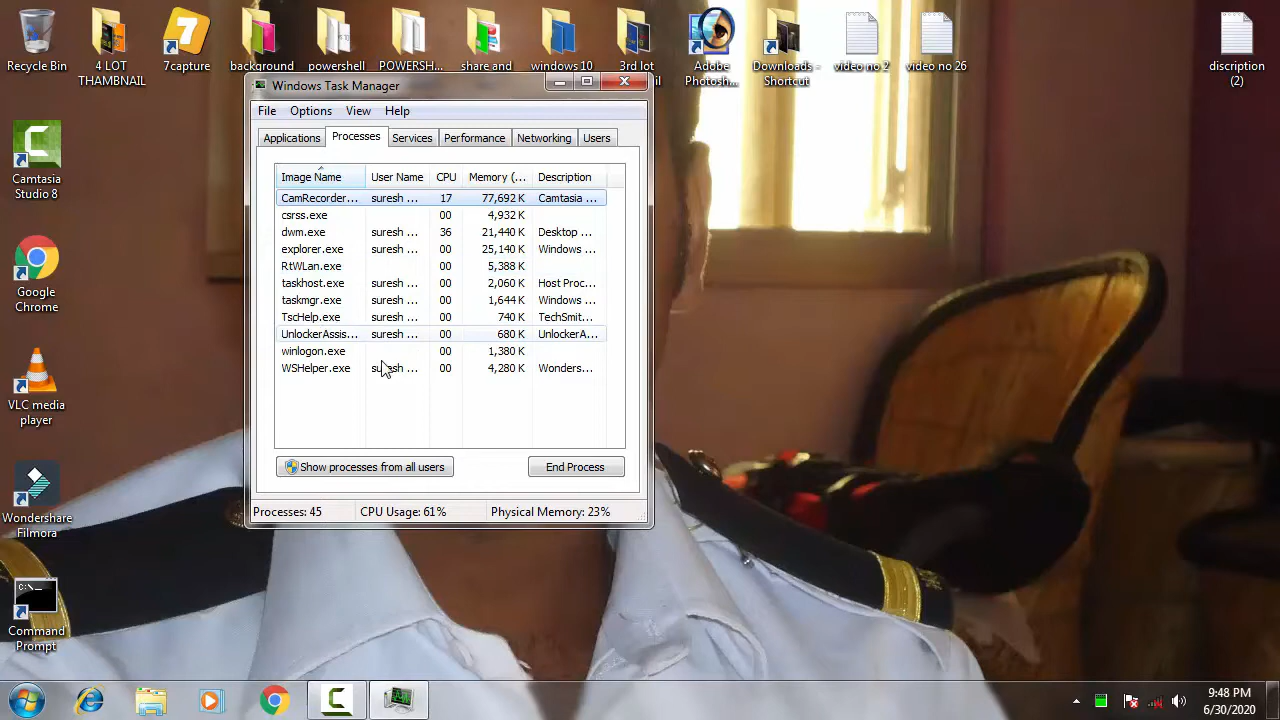 Recycle Bin
4 LOT
THAMNAIL
7capture
background
powershell
POWERSH...
share and
windows 10
3rd lot
Adobe
Photosh...
Downloads -
Shortcut
video no 2
video no 26
discription
(2)
Camtasia
Studio 8
Google
Chrome
VLC media
player
Wondershare
Filmora
C:\_
Command
Prompt
Windows Task Manager
File Options View Help
Applications Processes Services Performance Networking Users
Image Name User Name CPU Memory (... Description
CamRecorder... suresh ... 17 77,692 K Camtasia ...
csrss.exe 00 4,932 K
dwm.exe suresh ... 36 21,440 K Desktop ...
explorer.exe suresh ... 00 25,140 K Windows ...
RtWLan.exe 00 5,388 K
taskhost.exe suresh ... 00 2,060 K Host Proc...
taskmgr.exe suresh ... 00 1,644 K Windows ...
TscHelp.exe suresh ... 00 740 K TechSmit...
UnlockerAssis... suresh ... 00 680 K UnlockerA...
winlogon.exe 00 1,380 K
WSHelper.exe suresh ... 00 4,280 K Wonders...
Show processes from all users End Process
Processes: 45 CPU Usage: 61% Physical Memory: 23%
9:48 PM
6/30/2020